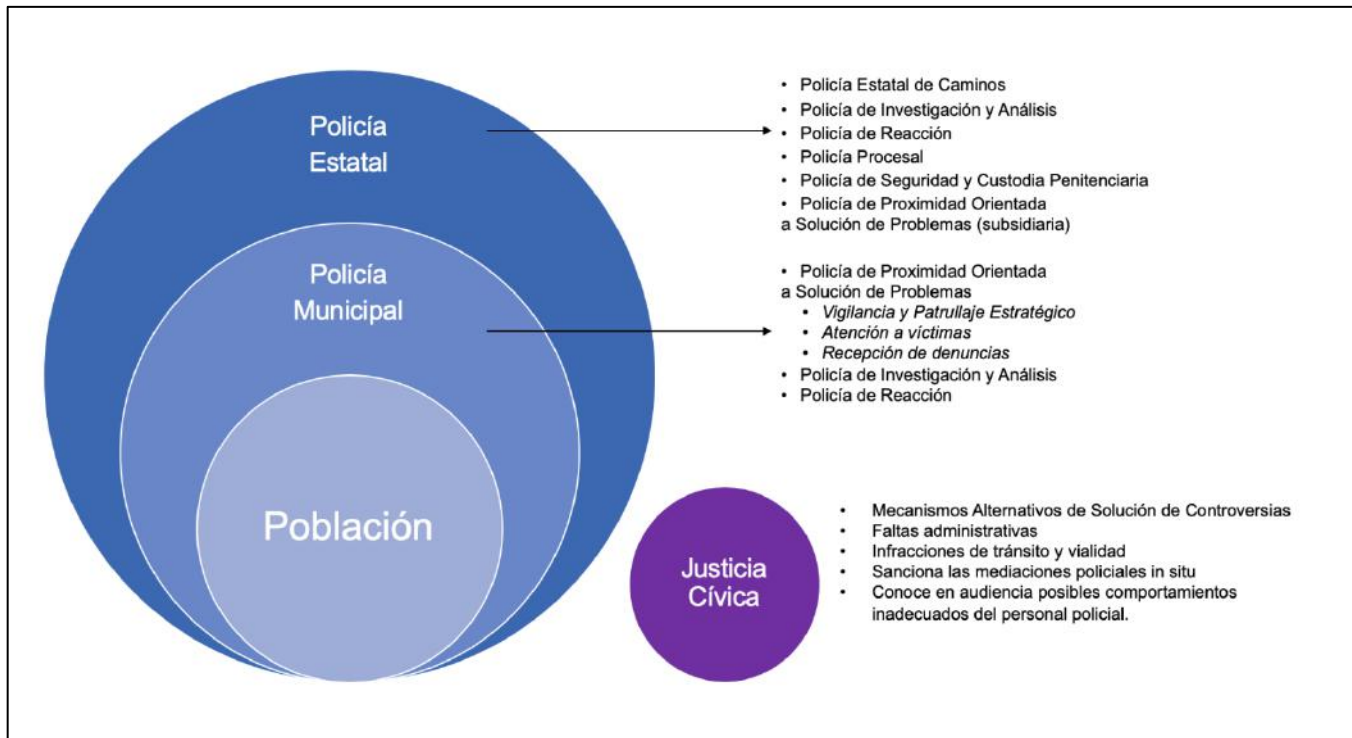 Policía
Estatal
• Policía Estatal de Caminos
• Policía de Investigación y Análisis
• Policía de Reacción
• Policía Procesal
• Policía de Seguridad y Custodia Penitenciaria
• Policía de Proximidad Orientada
a Solución de Problemas (subsidiaria)
Policía
Municipal
• Policía de Proximidad Orientada
a Solución de Problemas
• Vigilancia y Patrullaje Estratégico
• Atención a víctimas
• Recepción de denuncias
• Policía de Investigación y Análisis
• Policía de Reacción
Población
Justicia
Cívica
• Mecanismos Alternativos de Solución de Controversias
• Faltas administrativas
• Infracciones de tránsito y vialidad
• Sanciona las mediaciones policiales in situ
• Conoce en audiencia posibles comportamientos
inadecuados del personal policial.